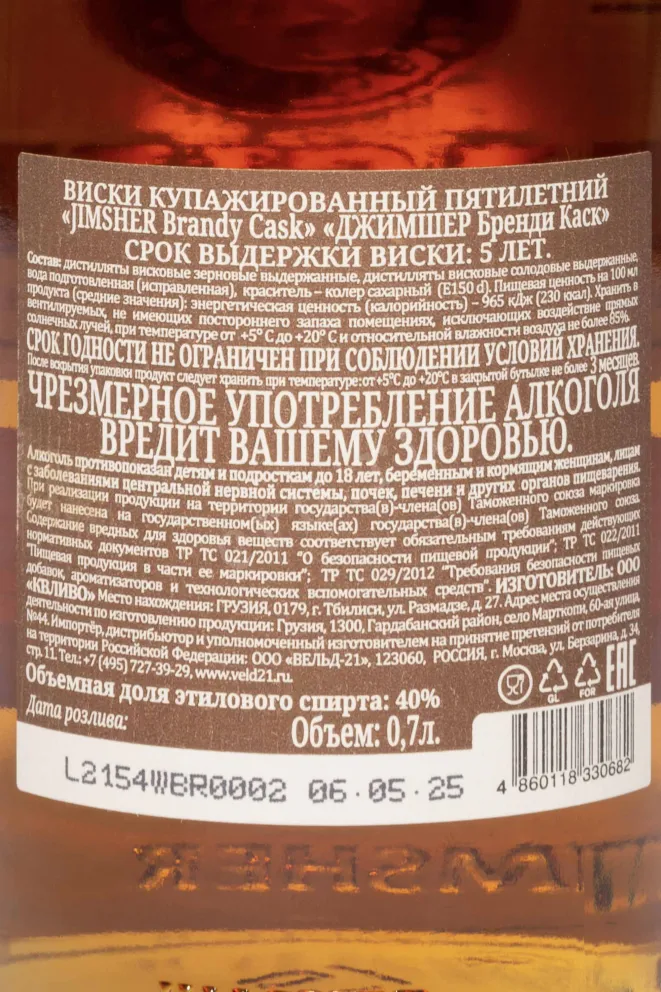 ВИСКИ КУПАЖИРОВАННЫЙ ПЯТИЛЕТНИЙ
«JIMSHER Brandy Cask» «ДЖИМШЕР Бренди Каск»
СРОК ВЫДЕРЖКИ ВИСКИ: 5 ЛЕТ.
Состав: дистилляты висковые зерновые выдержанные, дистилляты висковые солодовые выдержанные,
вода подготовленная (исправленная), краситель – колер сахарный (E150 d). Пищевая ценность на 100 мл
продукта (средние значения): энергетическая ценность (калорийность) – 965 кДж (230 ккал). Хранить в
вентилируемых, не имеющих постороннего запаха помещениях, исключающих воздействие прямых
солнечных лучей, при температуре от +5° С до +20° С и относительной влажности воздуха не более 85%.
СРОК ГОДНОСТИ НЕ ОГРАНИЧЕН ПРИ СОБЛЮДЕНИИ УСЛОВИЙ ХРАНЕНИЯ.
После вскрытия упаковки продукт следует хранить при температуре: от +5°С до +20°С в закрытой бутылке не более 3 месяцев.
ЧРЕЗМЕРНОЕ УПОТРЕБЛЕНИЕ АЛКОГОЛЯ
ВРЕДИТ ВАШЕМУ ЗДОРОВЬЮ.
Алкоголь противопоказан детям и подросткам до 18 лет, беременным и кормящим женщинам, лицам
с заболеваниями центральной нервной системы, почек, печени и других органов пищеварения.
При реализации продукции на территории государства(в)-члена(ов) Таможенного союза маркировка
будет нанесена на государственном(ых) языке(ах) государства(в)-члена(ов) Таможенного союза.
Содержание вредных для здоровья веществ соответствует обязательным требованиям действующих
нормативных документов ТР ТС 021/2011 "О безопасности пищевой продукции"; ТР ТС 022/2011
"Пищевая продукция в части ее маркировки"; ТР ТС 029/2012 "Требования безопасности пищевых
добавок, ароматизаторов и технологических вспомогательных средств". ИЗГОТОВИТЕЛЬ: ООО
«КВЛИВО» Место нахождения: ГРУЗИЯ, 0179, г. Тбилиси, ул. Размадзе, д. 27. Адрес места осуществления
деятельности по изготовлению продукции: Грузия, 1300, Гардабанский район, село Марткопи, 60-ая улица,
№44. Импортёр, дистрибьютор и уполномоченный изготовителем на принятие претензий от потребителя
на территории Российской Федерации: ООО «ВЕЛЬД-21», 123060, РОССИЯ, г. Москва, ул. Берзарина, д. 34,
стр. 11. Тел.: +7 (495) 727-39-29, www.veld21.ru.
Объемная доля этилового спирта: 40%
GL FOR EAC
Дата розлива:
Объем: 0,7л.
L2154WBR0002 06·05·25
4 860118 330682
JIMSHER